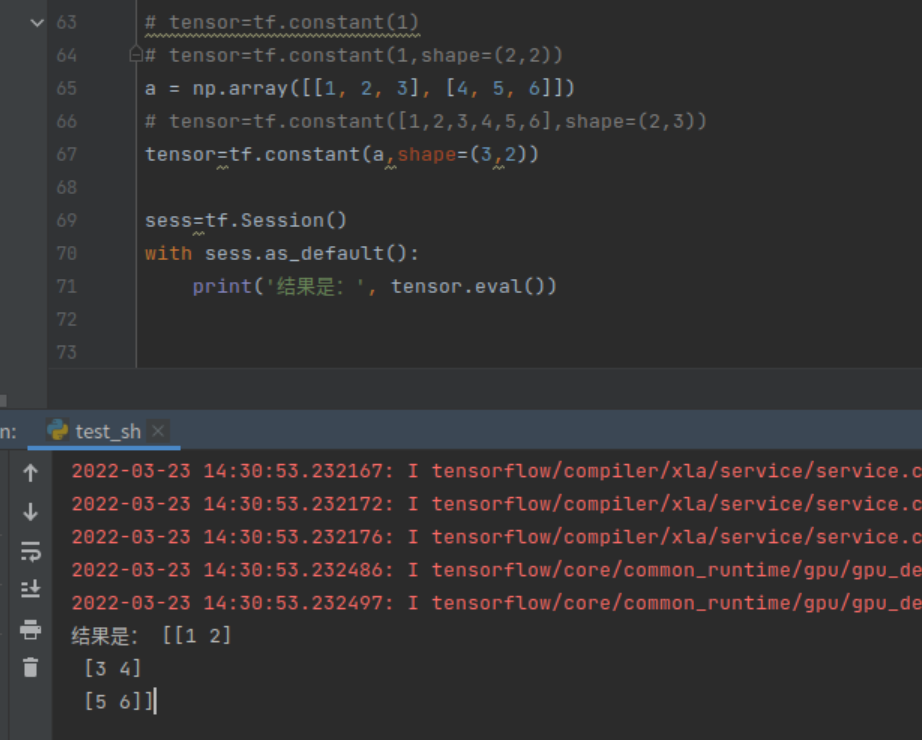 63 # tensor=tf.constant(1)
64 # tensor=tf.constant(1,shape=(2,2))
65 a = np.array([[1, 2, 3], [4, 5, 6]])
66 # tensor=tf.constant([1,2,3,4,5,6],shape=(2,3))
67 tensor=tf.constant(a,shape=(3,2))
68
69 sess=tf.Session()
70 with sess.as_default():
71     print('结果是：', tensor.eval())
72
73
n: test_sh
2022-03-23 14:30:53.232167: I tensorflow/compiler/xla/service/service.c
2022-03-23 14:30:53.232172: I tensorflow/compiler/xla/service/service.c
2022-03-23 14:30:53.232176: I tensorflow/compiler/xla/service/service.c
2022-03-23 14:30:53.232486: I tensorflow/core/common_runtime/gpu/gpu_de
2022-03-23 14:30:53.232497: I tensorflow/core/common_runtime/gpu/gpu_de
结果是： [[1 2]
 [3 4]
 [5 6]]